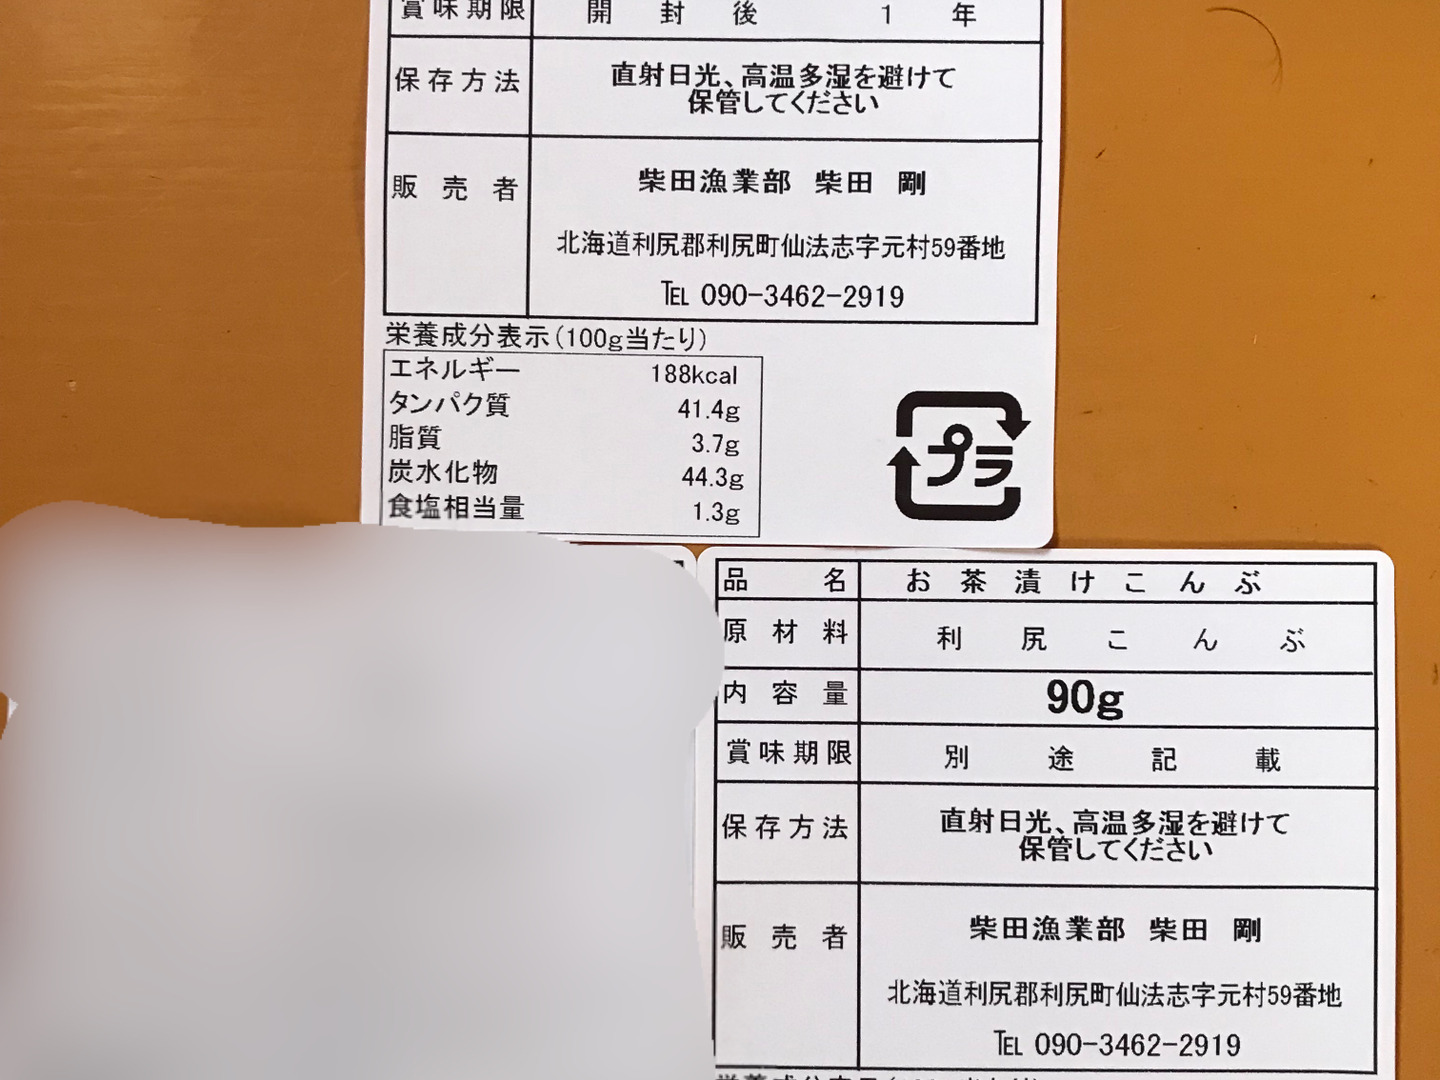 賞味期限 開封後 1年
保存方法 直射日光、高温多湿を避けて
保管してください
販売者 柴田漁業部 柴田 剛
北海道利尻郡利尻町仙法志字元村59番地
℡ 090-3462-2919
栄養成分表示(100g当たり)
エネルギー 188kcal
タンパク質 41.4g
脂質 3.7g
炭水化物 44.3g
食塩相当量 1.3g
プラ
品名 お茶漬けこんぶ
原材料 利尻こんぶ
内容量 90g
賞味期限 別途記載
保存方法 直射日光、高温多湿を避けて
保管してください
販売者 柴田漁業部 柴田 剛
北海道利尻郡利尻町仙法志字元村59番地
℡ 090-3462-2919